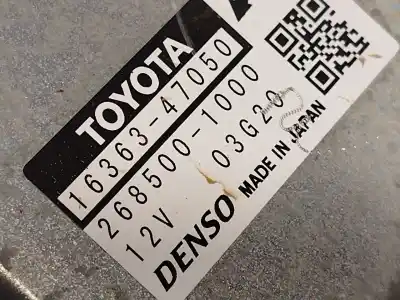 TOYOTA
16363-47050
268500-1000
12V 03G20
DENSO MADE IN JAPAN